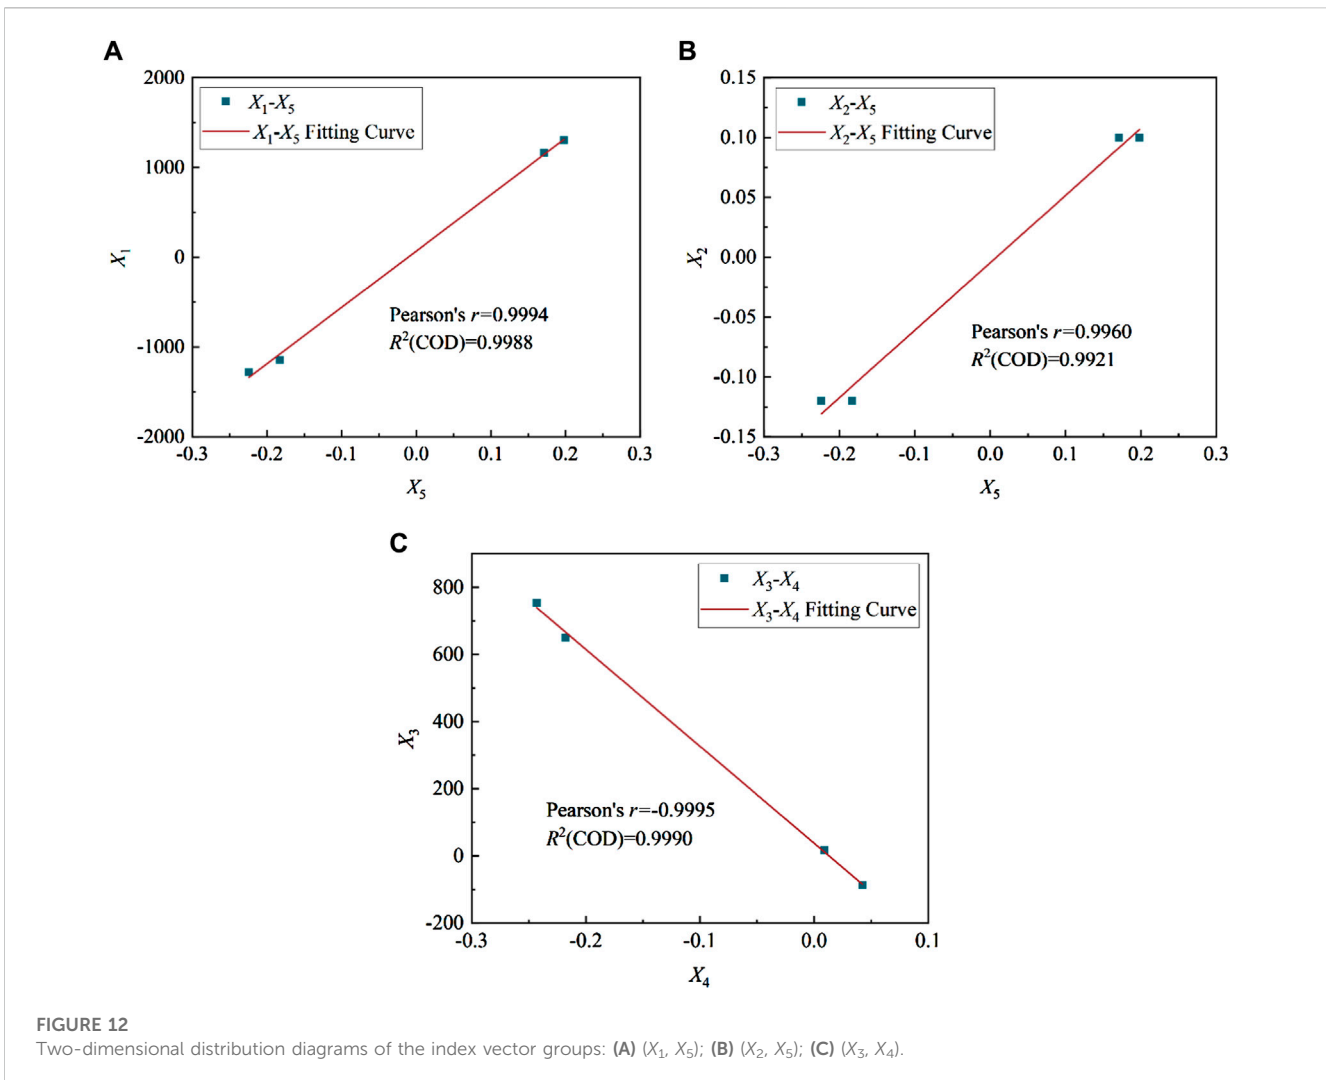 A
2000
1000
0
-1000
-2000
X1
X1-X5
X1-X5 Fitting Curve
Pearson's r=0.9994
R2(COD)=0.9988
-0.3 -0.2 -0.1 0.0 0.1 0.2 0.3
X5
B
0.15
0.10
0.05
0.00
-0.05
-0.10
-0.15
X2
X2-X5
X2-X5 Fitting Curve
Pearson's r=0.9960
R2(COD)=0.9921
-0.3 -0.2 -0.1 0.0 0.1 0.2 0.3
X5
C
800
600
400
200
0
-200
X3
X3-X4
X3-X4 Fitting Curve
Pearson's r=-0.9995
R2(COD)=0.9990
-0.3 -0.2 -0.1 0.0 0.1
X4
FIGURE 12
Two-dimensional distribution diagrams of the index vector groups: (A) (X1, X5); (B) (X2, X5); (C) (X3, X4).